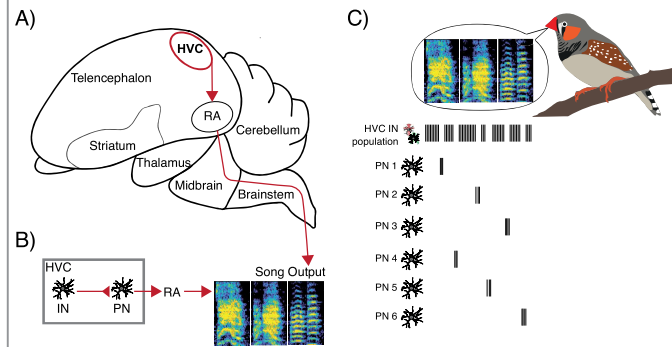 A)
HVC
Telencephalon
RA
Striatum
Cerebellum
Thalamus
Midbrain
Brainstem
B)
Song Output
HVC
IN
PN
RA
C)
HVC IN
population
PN 1
PN 2
PN 3
PN 4
PN 5
PN 6